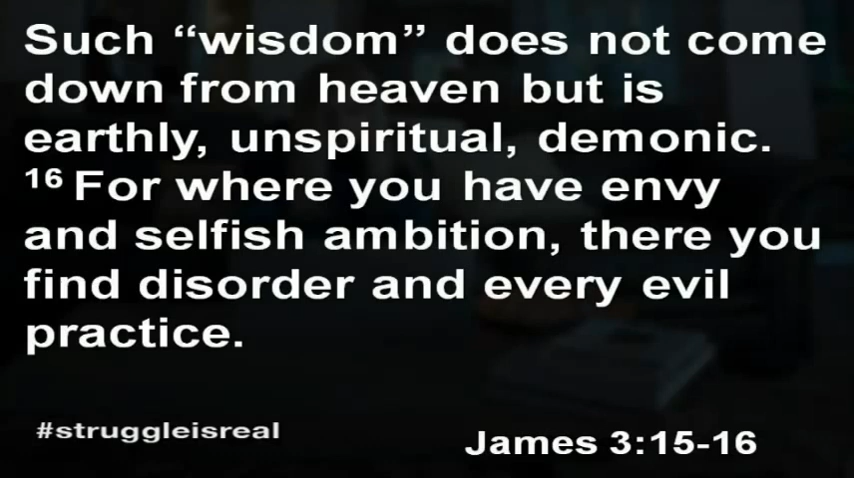 Such “wisdom” does not come
down from heaven but is
earthly, unspiritual, demonic.
16 For where you have envy
and selfish ambition, there you
find disorder and every evil
practice.
#struggleisreal
James 3:15-16